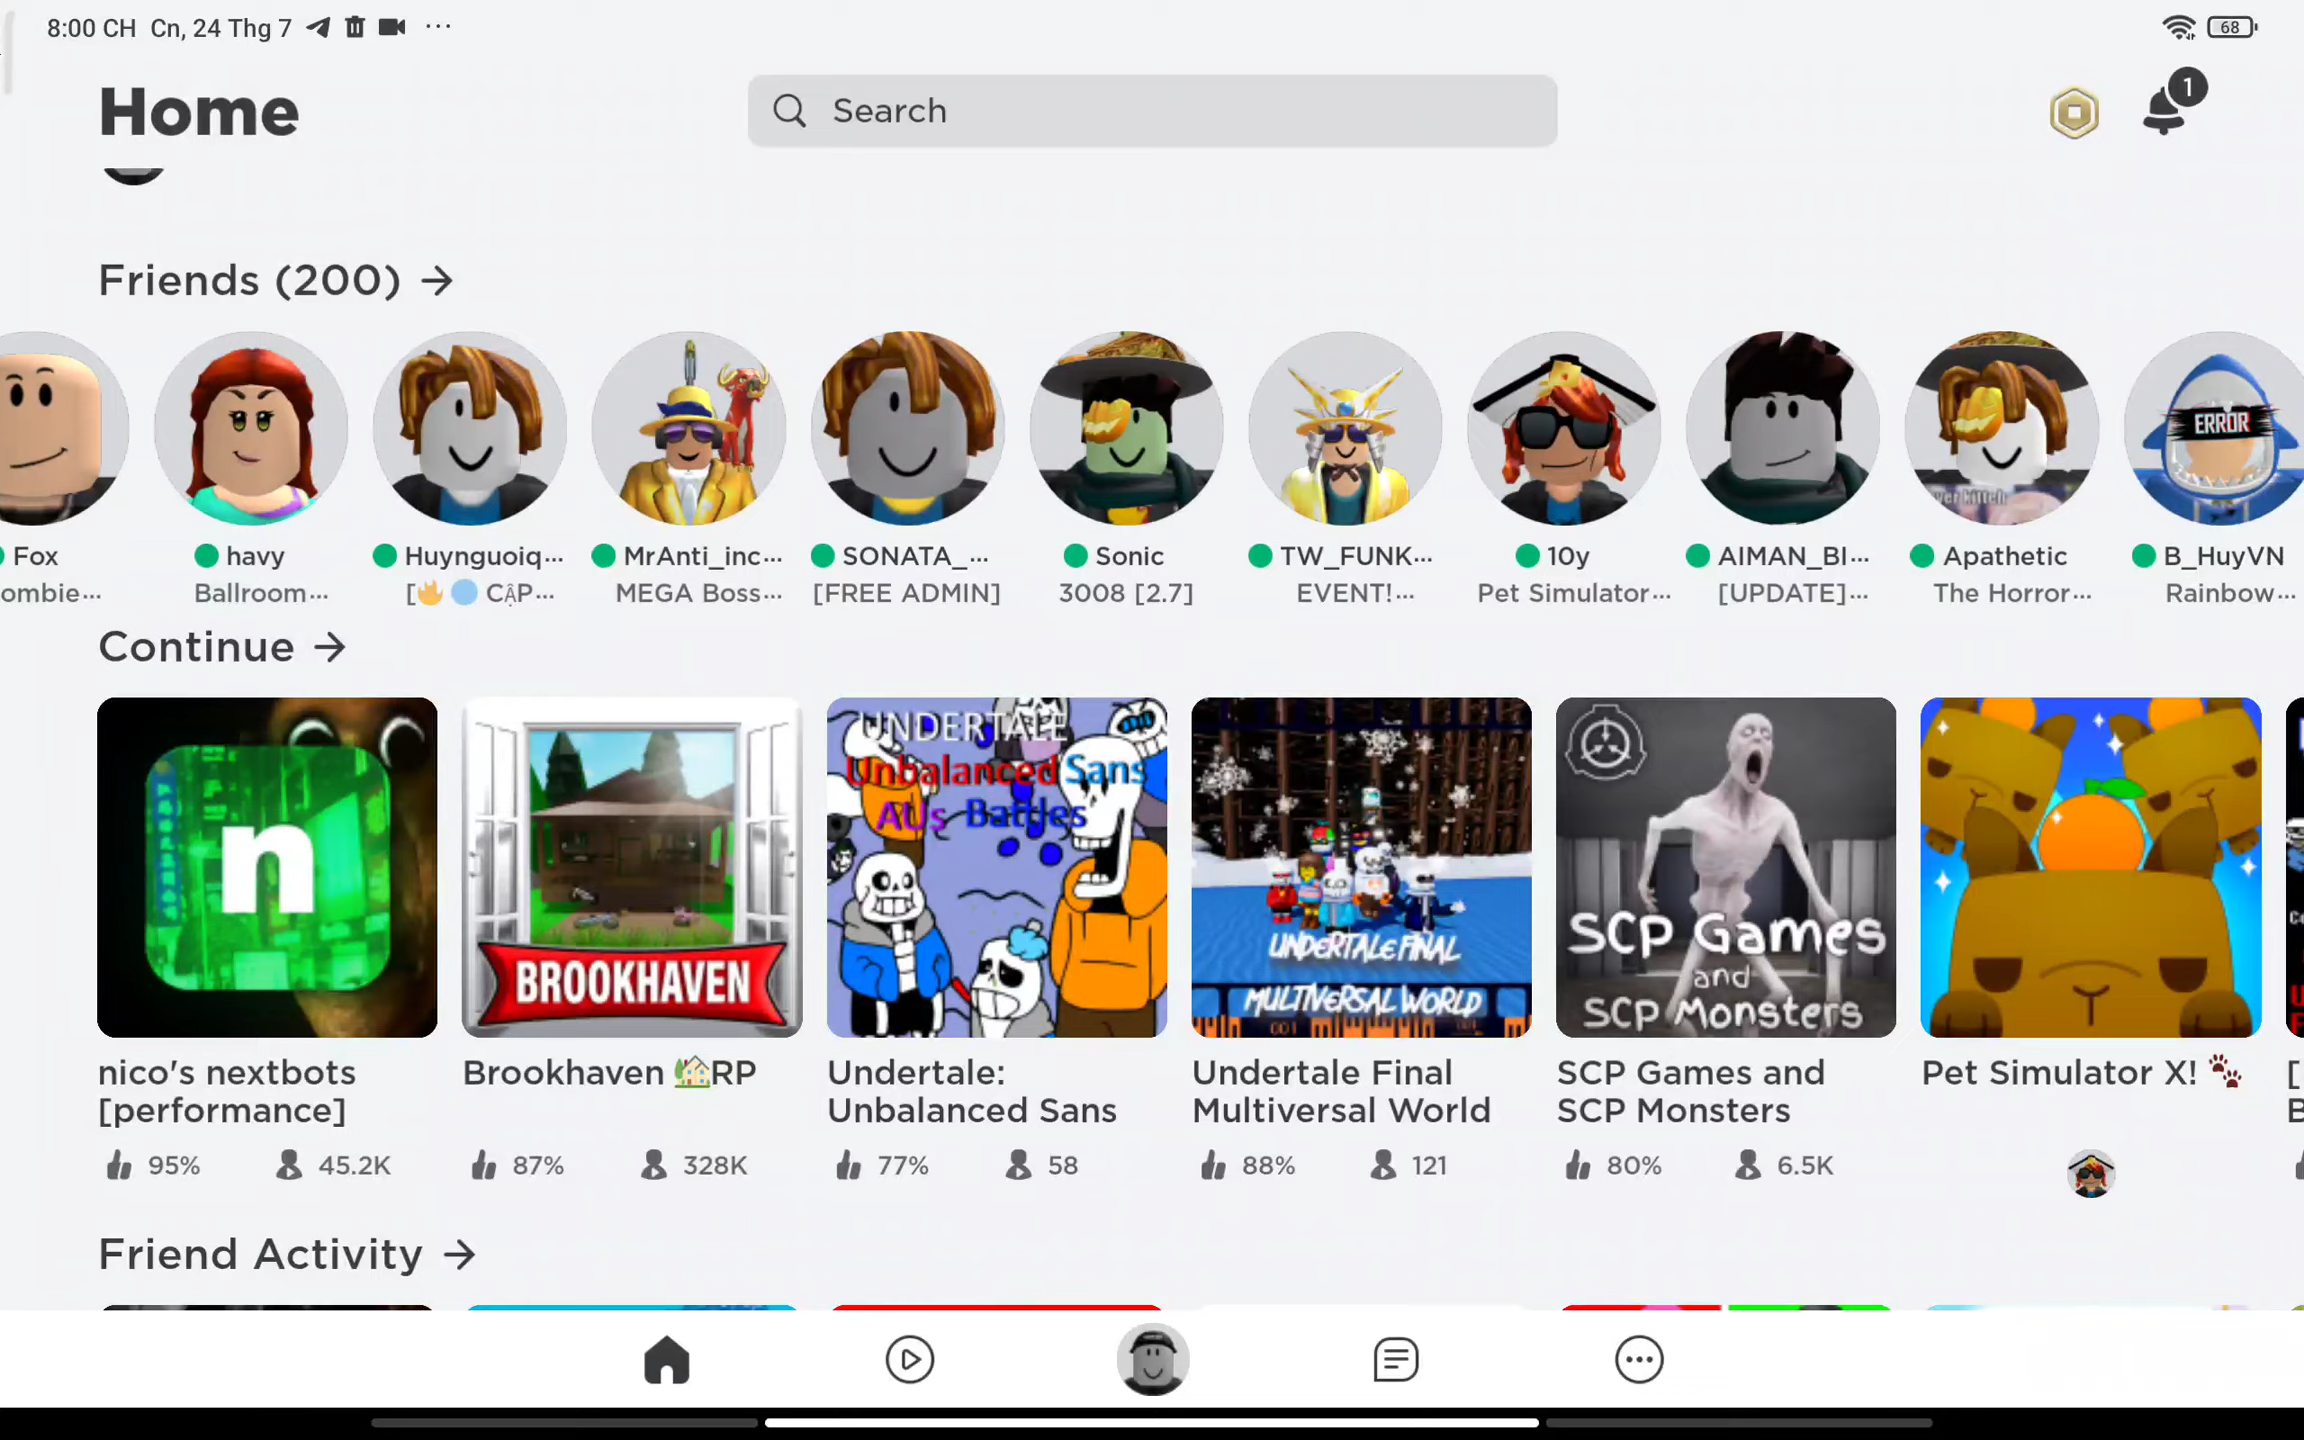 8:00 CH Cn, 24 Thg 7 ···
68
Home
Search
1
Friends (200) →
Fox
havy
Huynguoiq...
MrAnti_inc...
SONATA_...
Sonic
TW_FUNK...
10y
AIMAN_BI...
Apathetic
B_HuyVN
ombie...
Ballroom...
[🔥🔵 CẬP...
MEGA Boss...
[FREE ADMIN]
3008 [2.7]
EVENT!...
Pet Simulator...
[UPDATE]...
The Horror...
Rainbow...
ERROR
Continue →
n
BROOKHAVEN
UNDERTALE
Unbalanced Sans
AUs Battles
UNDERTALE FINAL
MULTIVERSAL WORLD
SCP Games
and
SCP Monsters
nico's nextbots
[performance]
95% 45.2K
Brookhaven 🏡RP
87% 328K
Undertale:
Unbalanced Sans
77% 58
Undertale Final
Multiversal World
88% 121
SCP Games and
SCP Monsters
80% 6.5K
Pet Simulator X! 🐾
[
B
Friend Activity →